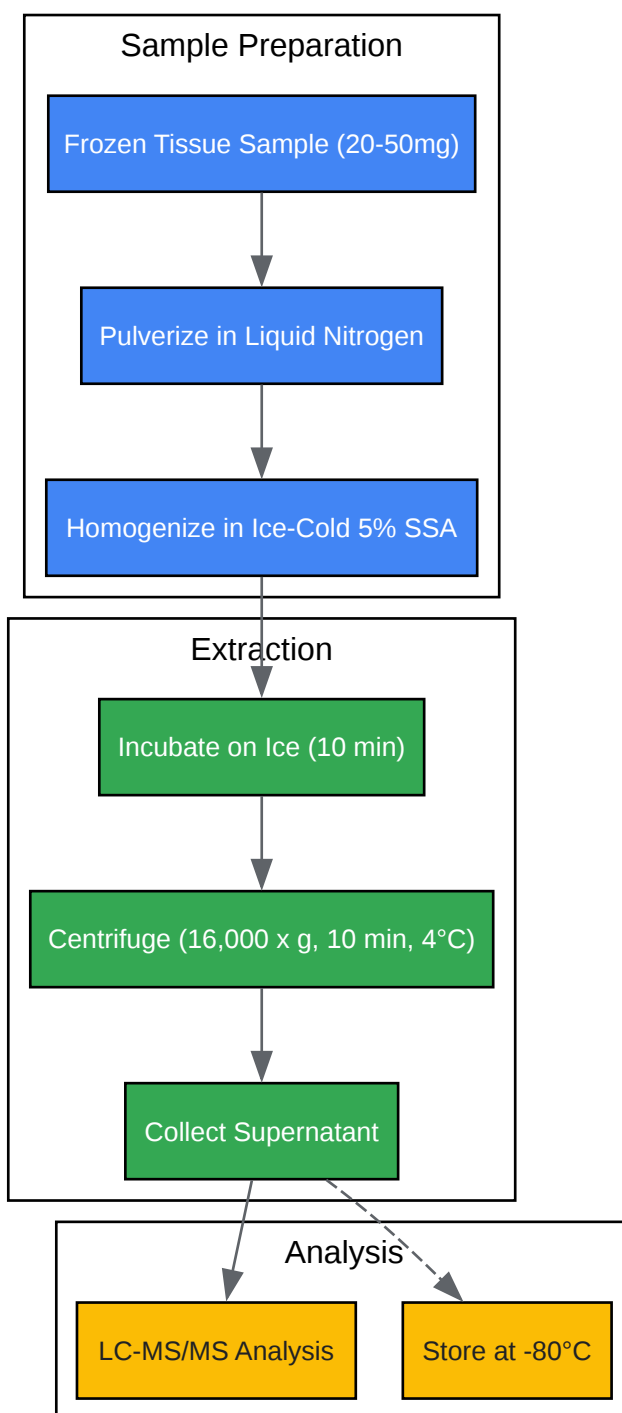 Sample Preparation
Frozen Tissue Sample (20-50mg)
Pulverize in Liquid Nitrogen
Homogenize in Ice-Cold 5% SSA
Extraction
Incubate on Ice (10 min)
Centrifuge (16,000 x g, 10 min, 4°C)
Collect Supernatant
Analysis
LC-MS/MS Analysis
Store at -80°C